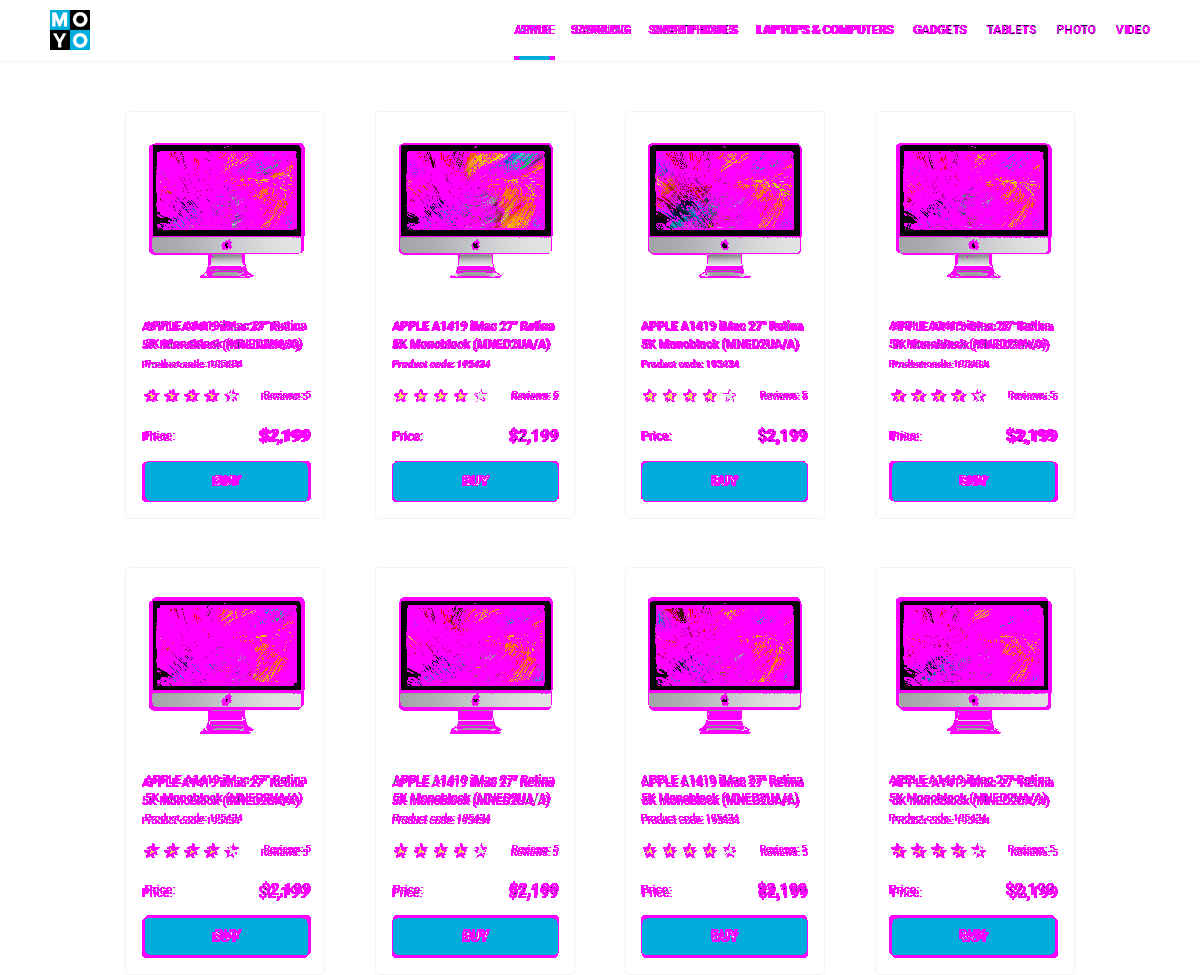 MO
YO
APPLE SAMSUNG SMARTPHONES LAPTOPS & COMPUTERS GADGETS TABLETS PHOTO VIDEO
APPLE A1419 iMac 27" Retina APPLE A1419 iMac 27" Retina APPLE A1419 iMac 27" Retina APPLE A1419 iMac 27" Retina
5K Monoblock (MNED2UA/A) 5K Monoblock (MNED2UA/A) 5K Monoblock (MNED2UA/A) 5K Monoblock (MNED2UA/A)
Product code: 195434 Product code: 195434 Product code: 195434 Product code: 195434
Reviews: 5 Reviews: 5 Reviews: 5 Reviews: 5
Price: $2,199 Price: $2,199 Price: $2,199 Price: $2,199
BUY BUY BUY BUY
APPLE A1419 iMac 27" Retina APPLE A1419 iMac 27" Retina APPLE A1419 iMac 27" Retina APPLE A1419 iMac 27" Retina
5K Monoblock (MNED2UA/A) 5K Monoblock (MNED2UA/A) 5K Monoblock (MNED2UA/A) 5K Monoblock (MNED2UA/A)
Product code: 195434 Product code: 195434 Product code: 195434 Product code: 195434
Reviews: 5 Reviews: 5 Reviews: 5 Reviews: 5
Price: $2,199 Price: $2,199 Price: $2,199 Price: $2,199
BUY BUY BUY BUY